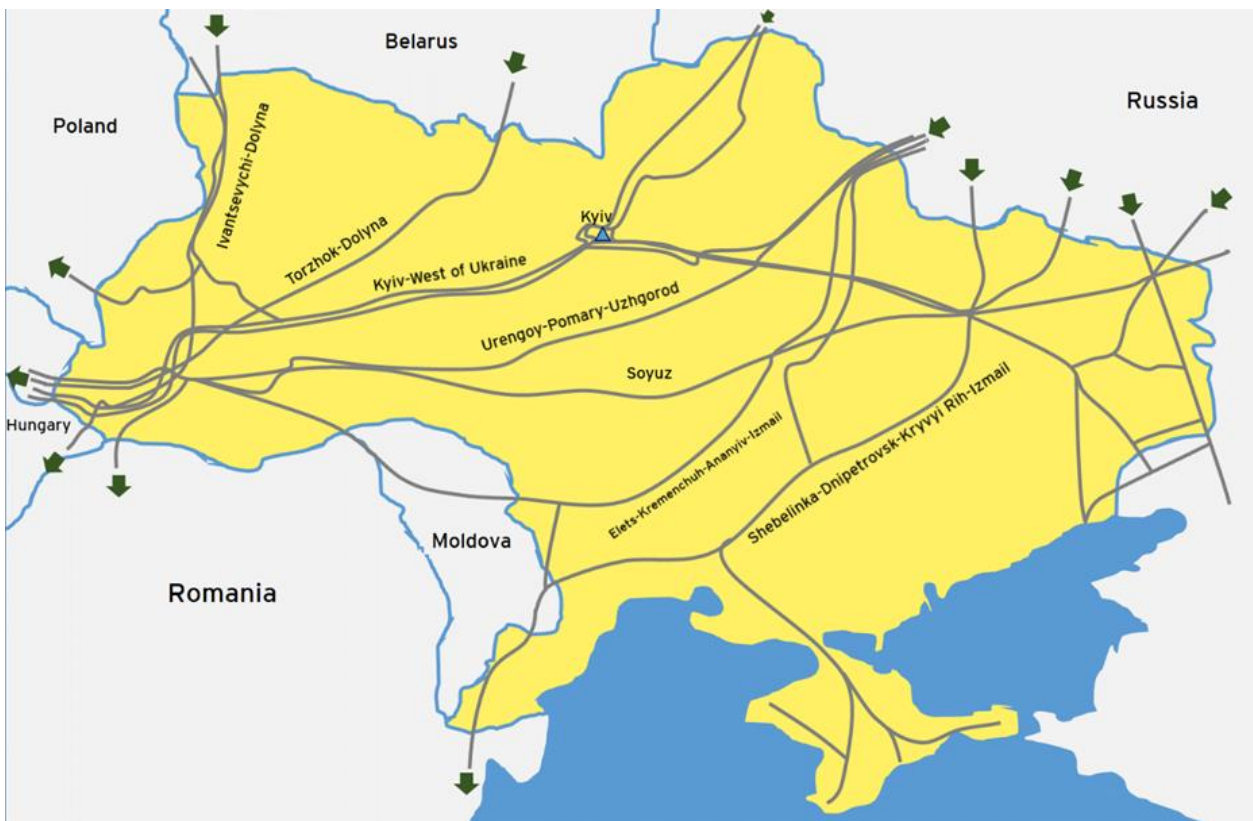 Belarus
Russia
Poland
Ivantsevychi-Dolyna
Torzhok-Dolyna
Kyiv
Kyiv-West of Ukraine
Urengoy-Pomary-Uzhgorod
Soyuz
Hungary
Elets-Kremenchuh-Ananyiv-Izmail
Shebelinka-Dnipetrovsk-Kryvyi Rih-Izmail
Moldova
Romania